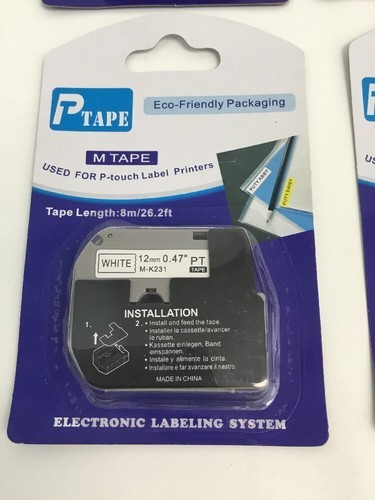 P TAPE
Eco-Friendly Packaging
M TAPE
USED FOR P-touch Label Printers
Tape Length:8m/26.2ft
WHITE
12mm 0.47" PT
M-K231 TAPE
INSTALLATION
1.
2. • Install and feed the tape.
• Installer la cassette/avancer
le ruban.
• Kassette einlegen, Band
einspannen.
• Instale y alimente la cinta.
• Installare e far avanzare il nastro.
MADE IN CHINA
ELECTRONIC LABELING SYSTEM